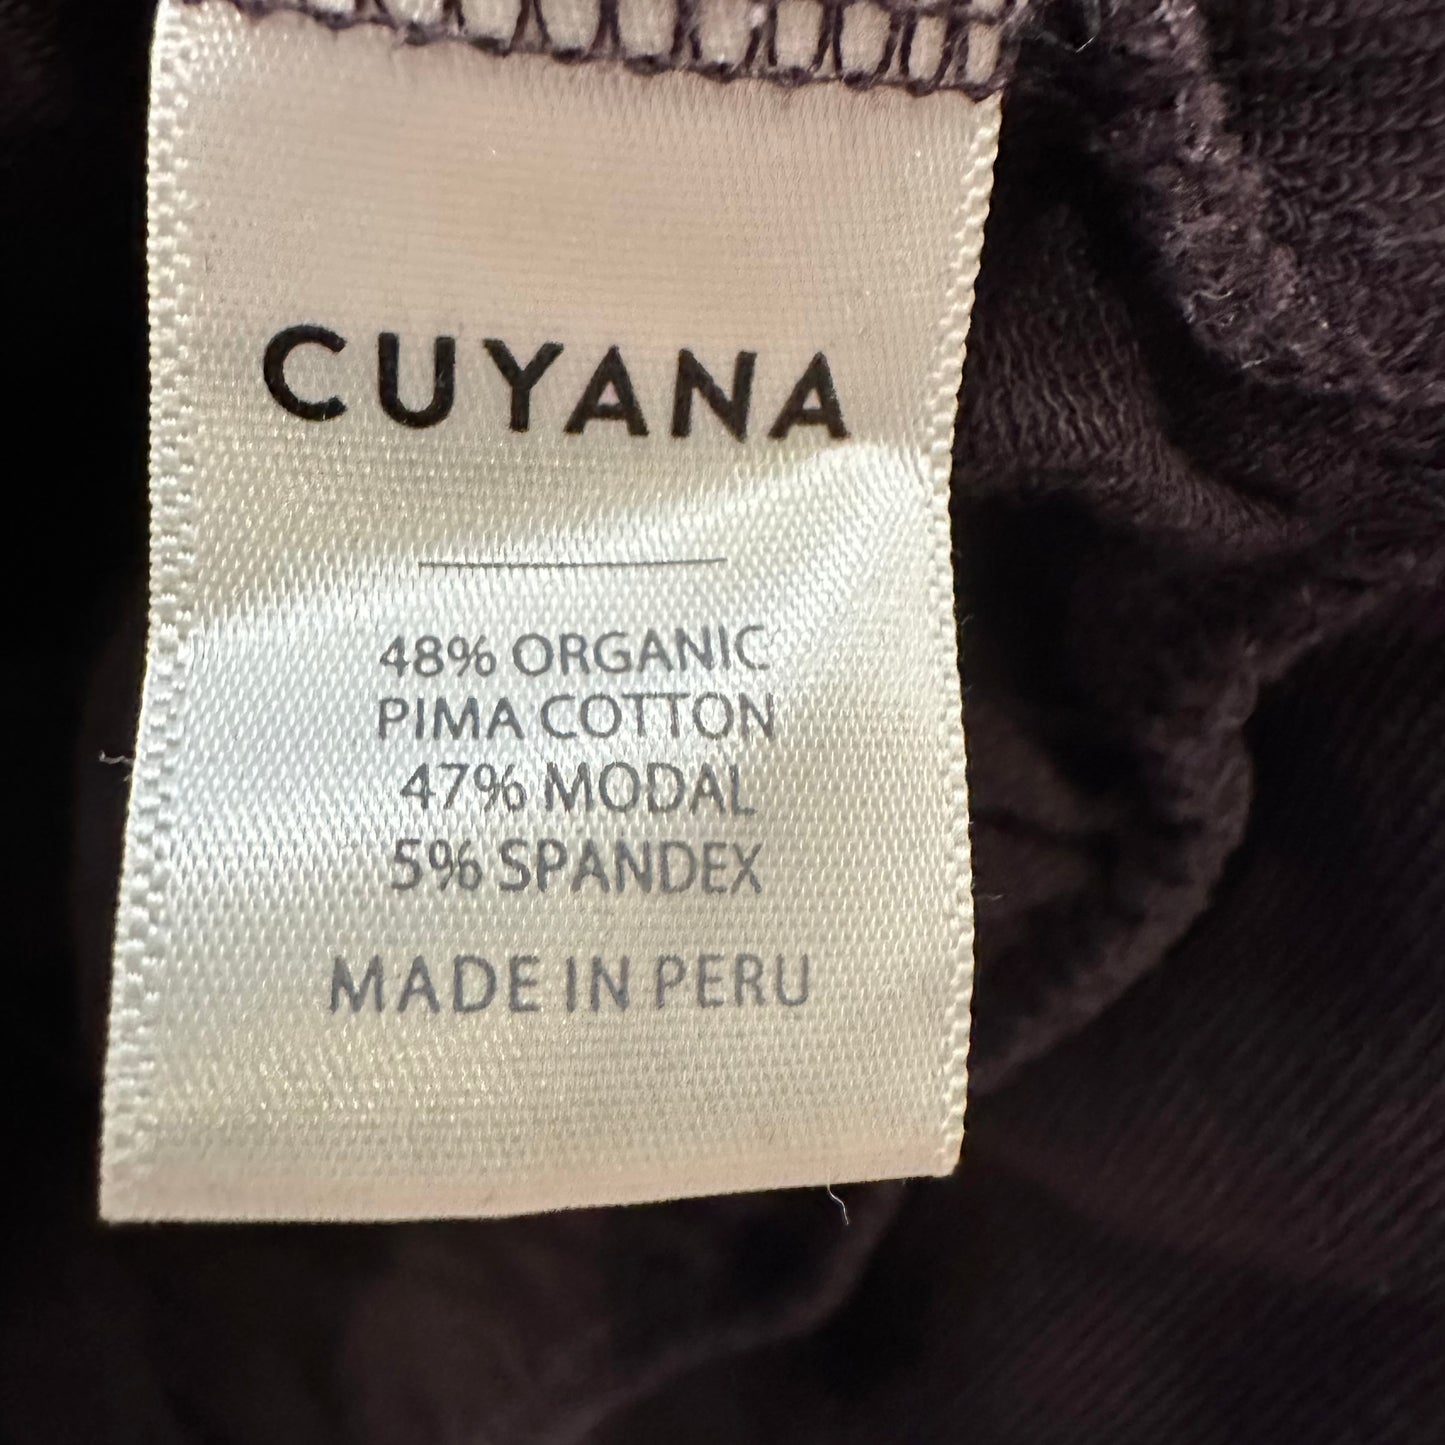 CUYANA
48% ORGANIC
PIMA COTTON
47% MODAL
5% SPANDEX
MADE IN PERU